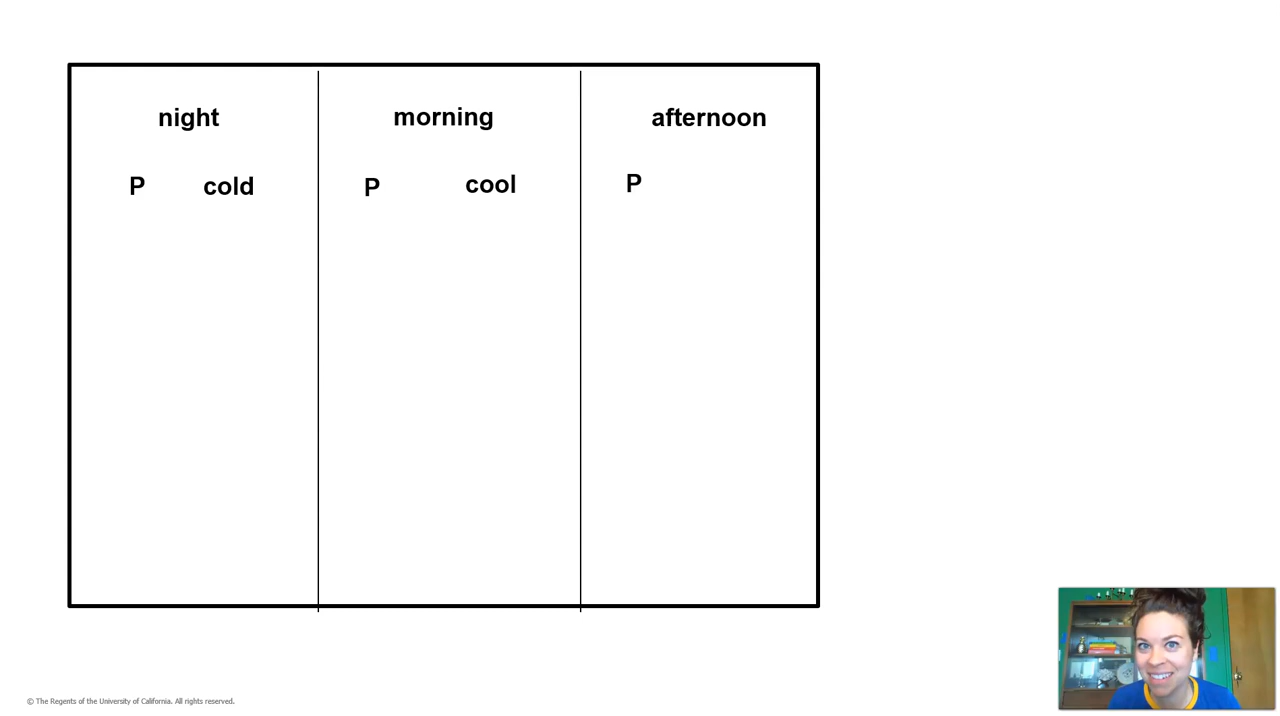 night morning afternoon
P cold P cool P
© The Regents of the University of California. All rights reserved.